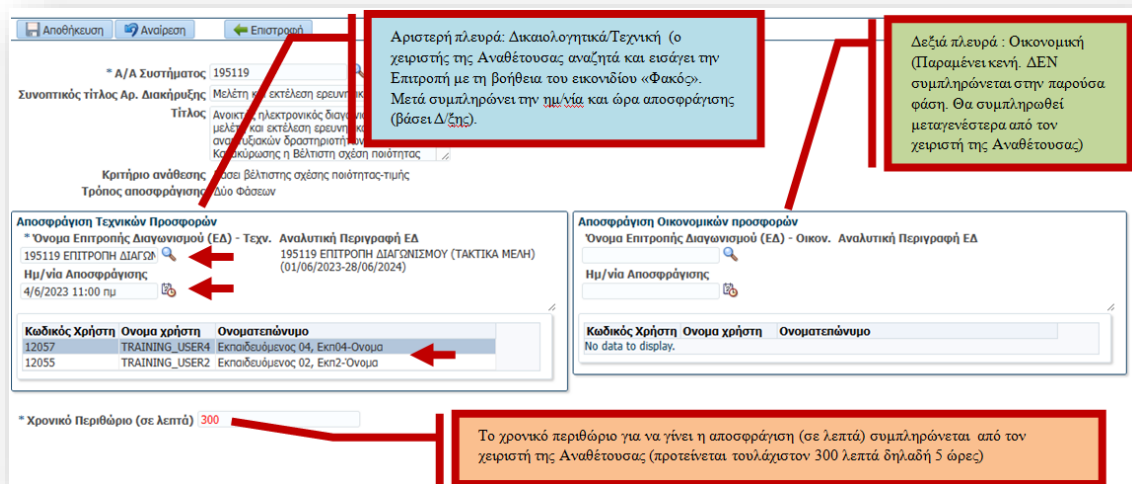 Αποθήκευση Αναίρεση Επιστροφή
* Α/Α Συστήματος 195119
Συνοπτικός τίτλος Αρ. Διακήρυξης Μελέτη και εκτέλεση ερευνητικ
Τίτλος Ανοικτός ηλεκτρονικός διαγωνισ
μελέτη και εκτέλεση ερευνητικα
αναπτυξιακών δραστηριοτήτων
Κατακύρωσης η Βέλτιστη σχέση ποιότητας
Κριτήριο ανάθεσης Βάσει βέλτιστης σχέσης ποιότητας-τιμής
Τρόπος αποσφράγισης Δύο Φάσεων
Αριστερή πλευρά: Δικαιολογητικά/Τεχνική (ο
χειριστής της Αναθέτουσας αναζητά και εισάγει την
Επιτροπή με τη βοήθεια του εικονιδίου «Φακός».
Μετά συμπληρώνει την ημ/νία και ώρα αποσφράγισης
(βάσει Δ/ξης).
Δεξιά πλευρά : Οικονομική
(Παραμένει κενή. ΔΕΝ
συμπληρώνεται στην παρούσα
φάση. Θα συμπληρωθεί
μεταγενέστερα από τον
χειριστή της Αναθέτουσας)
Αποσφράγιση Τεχνικών Προσφορών
* Όνομα Επιτροπής Διαγωνισμού (ΕΔ) - Τεχν. Αναλυτική Περιγραφή ΕΔ
195119 ΕΠΙΤΡΟΠΗ ΔΙΑΓΩΝ 195119 ΕΠΙΤΡΟΠΗ ΔΙΑΓΩΝΙΣΜΟΥ (ΤΑΚΤΙΚΑ ΜΕΛΗ)
(01/06/2023-28/06/2024)
Ημ/νία Αποσφράγισης
4/6/2023 11:00 πμ
Κωδικός Χρήστη Ονομα χρήστη Ονοματεπώνυμο
12057 TRAINING_USER4 Εκπαιδευόμενος 04, Εκπ04-Ονομα
12055 TRAINING_USER2 Εκπαιδευόμενος 02, Εκπ2-Όνομα
Αποσφράγιση Οικονομικών προσφορών
Όνομα Επιτροπής Διαγωνισμού (ΕΔ) - Οικον. Αναλυτική Περιγραφή ΕΔ
Ημ/νία Αποσφράγισης
Κωδικός Χρήστη Ονομα χρήστη Ονοματεπώνυμο
No data to display.
* Χρονικό Περιθώριο (σε λεπτά) 300
Το χρονικό περιθώριο για να γίνει η αποσφράγιση (σε λεπτά) συμπληρώνεται από τον
χειριστή της Αναθέτουσας (προτείνεται τουλάχιστον 300 λεπτά δηλαδή 5 ώρες)